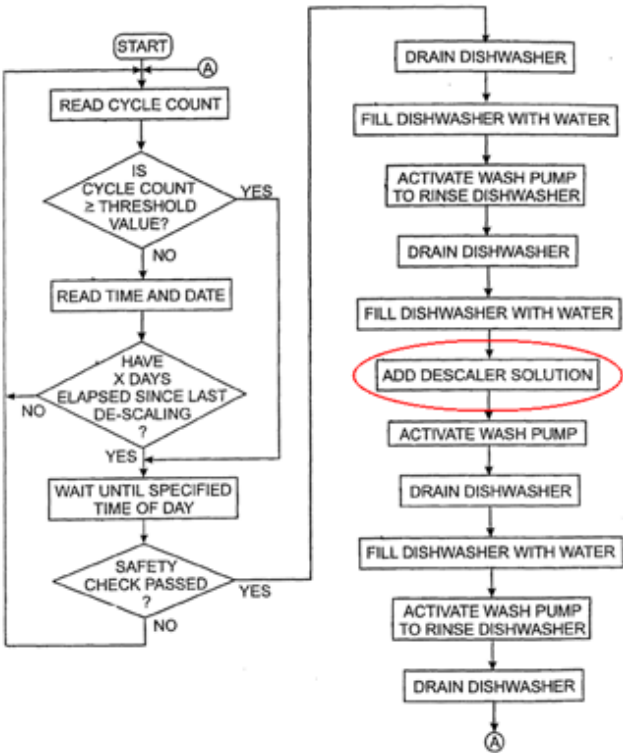 START
A
READ CYCLE COUNT
IS
CYCLE COUNT
≥ THRESHOLD
VALUE?
YES
NO
READ TIME AND DATE
HAVE
X DAYS
ELAPSED SINCE LAST
DE-SCALING
?
NO
YES
WAIT UNTIL SPECIFIED
TIME OF DAY
SAFETY
CHECK PASSED
?
YES
NO
DRAIN DISHWASHER
FILL DISHWASHER WITH WATER
ACTIVATE WASH PUMP
TO RINSE DISHWASHER
DRAIN DISHWASHER
FILL DISHWASHER WITH WATER
ADD DESCALER SOLUTION
ACTIVATE WASH PUMP
DRAIN DISHWASHER
FILL DISHWASHER WITH WATER
ACTIVATE WASH PUMP
TO RINSE DISHWASHER
DRAIN DISHWASHER
A